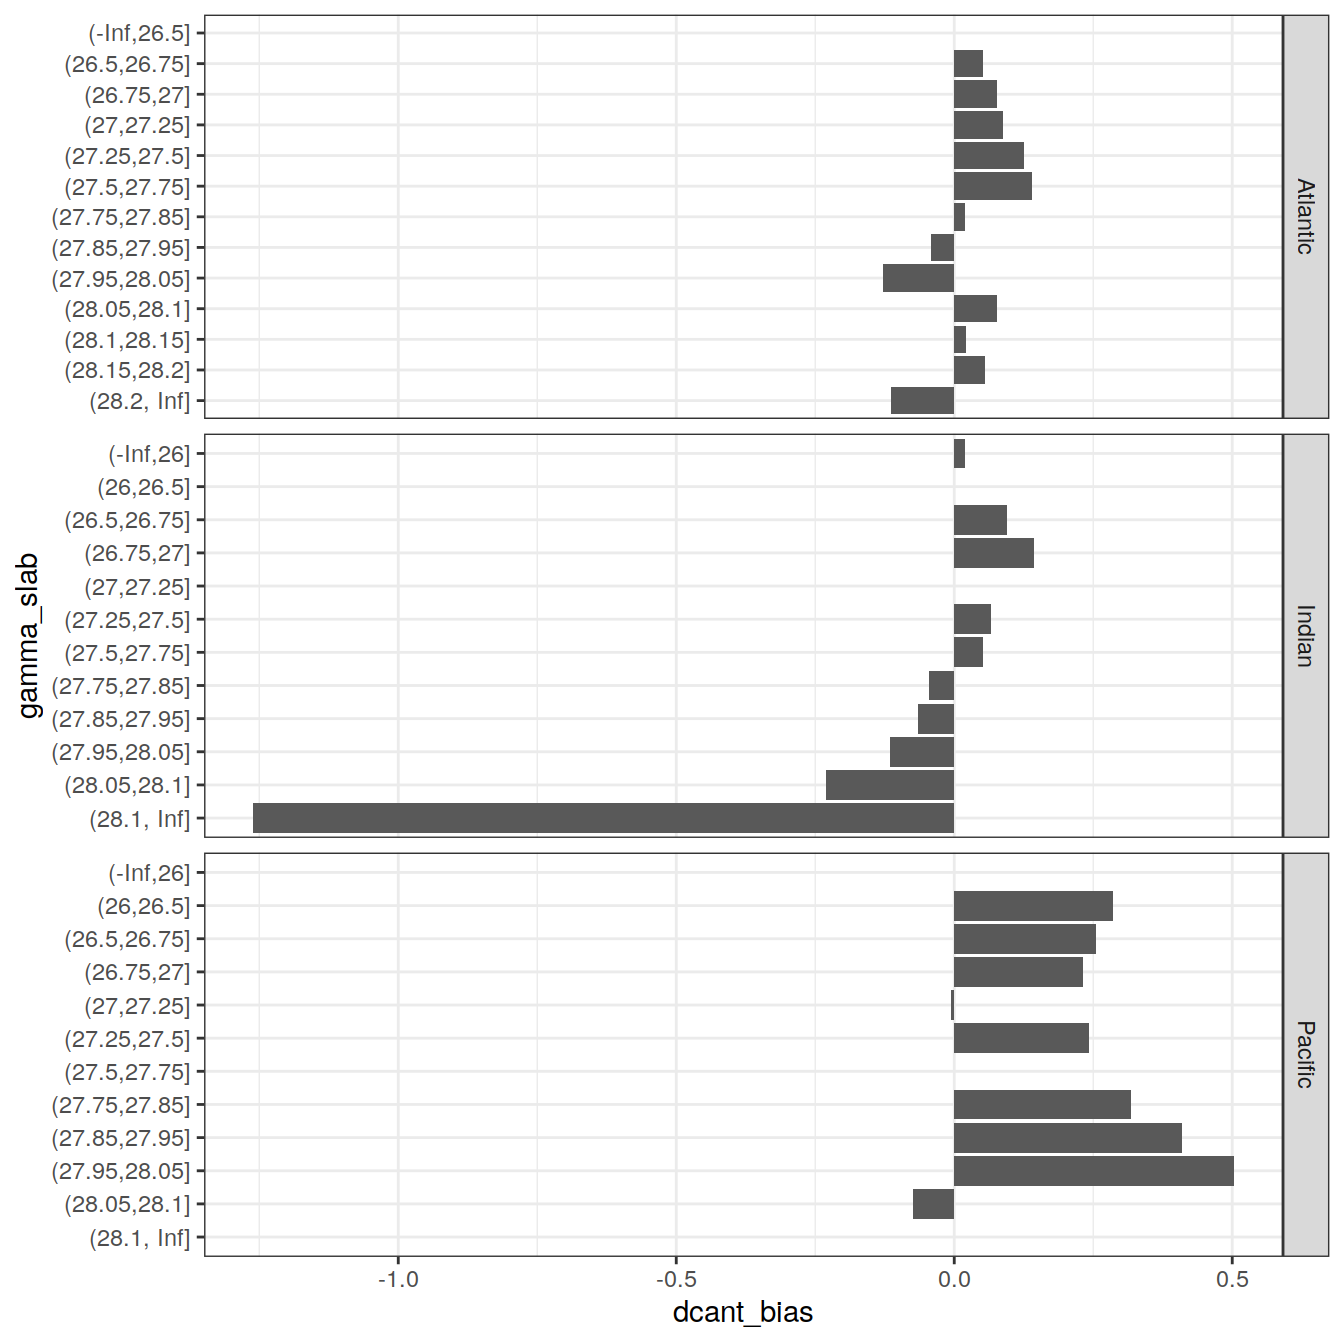 (-Inf,26.5]
(26.5,26.75]
(26.75,27]
(27,27.25]
(27.25,27.5]
(27.5,27.75]
(27.75,27.85]
(27.85,27.95]
(27.95,28.05]
(28.05,28.1]
(28.1,28.15]
(28.15,28.2]
(28.2, Inf]
Atlantic
(-Inf,26]
(26,26.5]
(26.5,26.75]
(26.75,27]
(27,27.25]
(27.25,27.5]
(27.5,27.75]
(27.75,27.85]
(27.85,27.95]
(27.95,28.05]
(28.05,28.1]
(28.1, Inf]
Indian
gamma_slab
(-Inf,26]
(26,26.5]
(26.5,26.75]
(26.75,27]
(27,27.25]
(27.25,27.5]
(27.5,27.75]
(27.75,27.85]
(27.85,27.95]
(27.95,28.05]
(28.05,28.1]
(28.1, Inf]
Pacific
-1.0 -0.5 0.0 0.5
dcant_bias